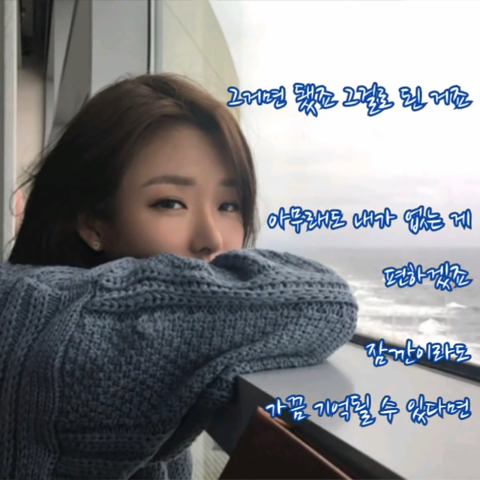 그거면 됐죠 그걸로 된 거죠
아무래도 내가 없는 게
편하겠죠
잠깐이라도
가끔 기억될 수 있다면